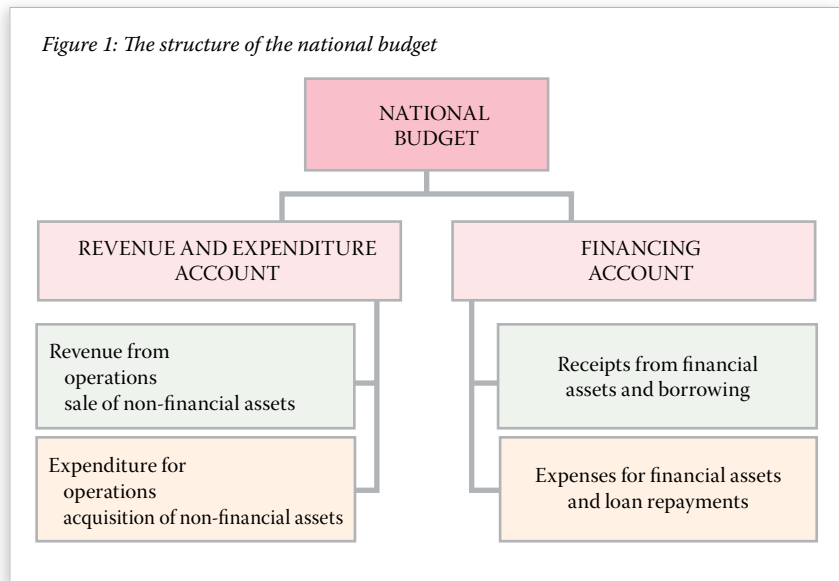 Figure 1: The structure of the national budget
NATIONAL
BUDGET
REVENUE AND EXPENDITURE
ACCOUNT
Revenue from
operations
sale of non-financial assets
Expenditure for
operations
acquisition of non-financial assets
FINANCING
ACCOUNT
Receipts from financial
assets and borrowing
Expenses for financial assets
and loan repayments